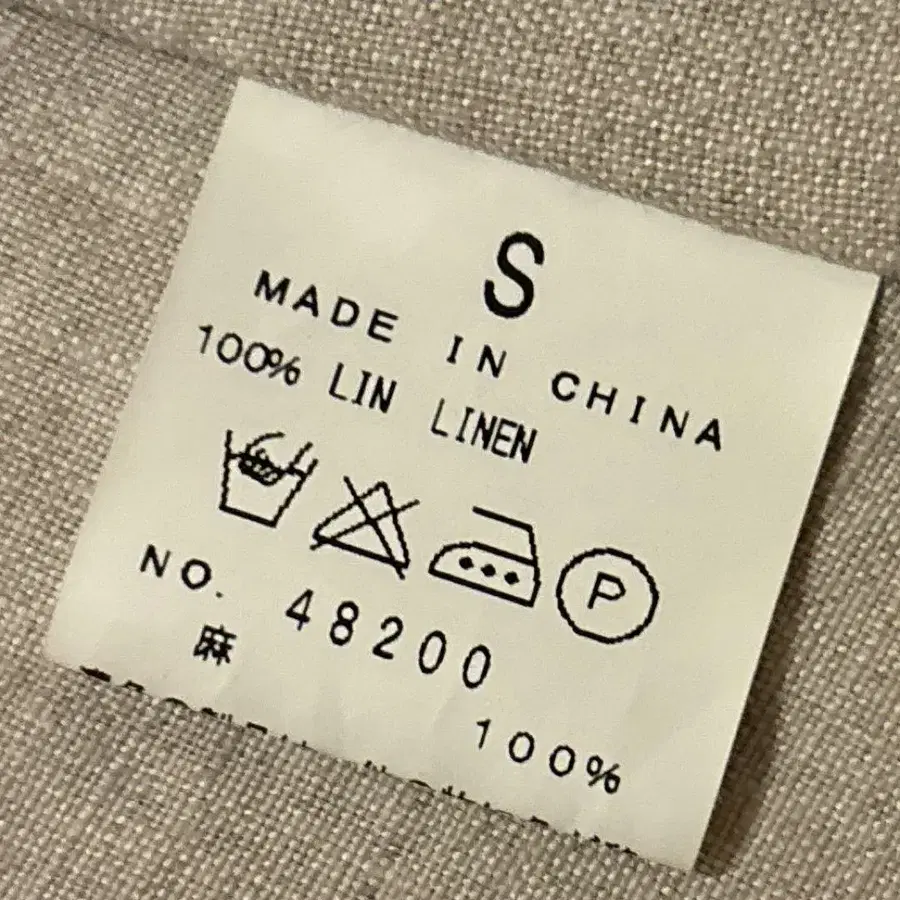 S
MADE IN CHINA
100% LIN LINEN
P
NO. 48200
麻 100%